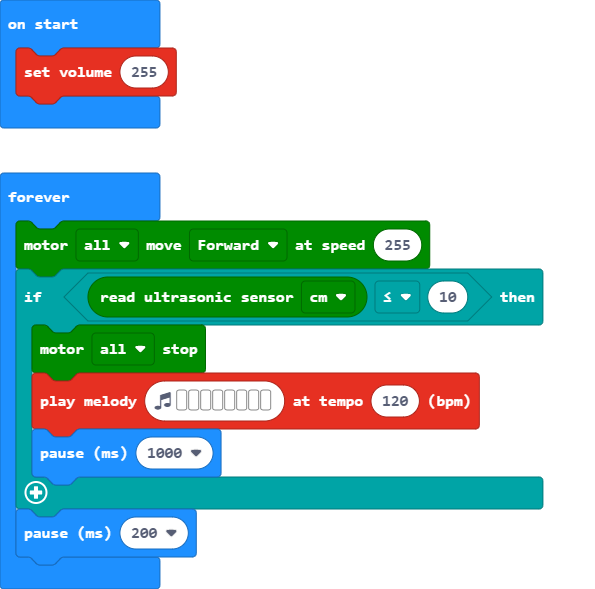 on start
set volume 255
forever
motor all move Forward at speed 255
if read ultrasonic sensor cm ≤ 10 then
motor all stop
play melody at tempo 120 (bpm)
pause (ms) 1000
pause (ms) 200